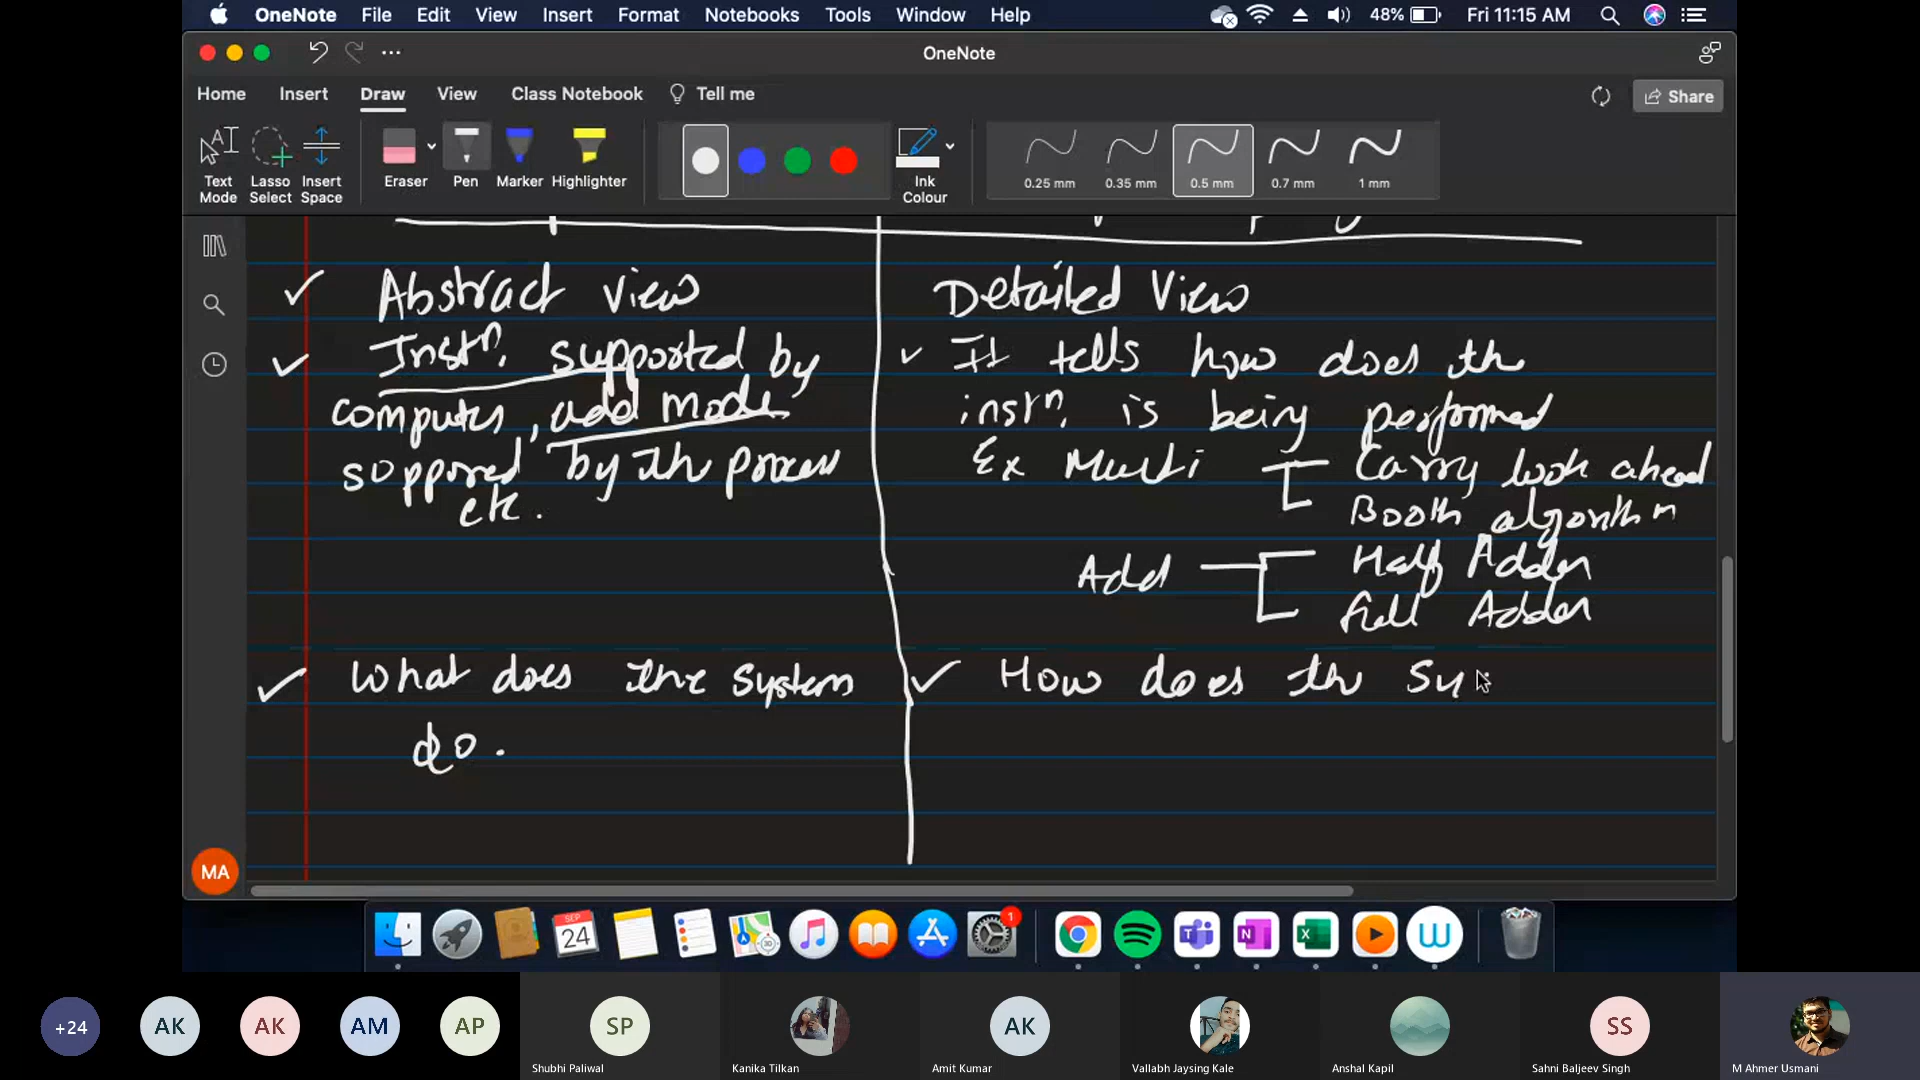 OneNote File Edit View Insert Format Notebooks Tools Window Help 48% Fri 11:15 AM
OneNote
Home Insert Draw View Class Notebook Tell me Share
Text Mode Lasso Select Insert Space Eraser Pen Marker Highlighter Ink Colour 0.25 mm 0.35 mm 0.5 mm 0.7 mm 1 mm
Abstract View
Instn. supported by
computer, add mode
supported by the process
etc.
What does the system
do.
Detailed View
It tells how does the
instn. is being performed
Ex Multi Carry look ahead
Booth algorithm
Add Half Adder
Full Adder
How does the Sy
MA
SEP
24
1
+24 AK AK AM AP SP AK SS
Shubhi Paliwal Kanika Tilkan Amit Kumar Vallabh Jaysing Kale Anshal Kapil Sahni Baljeev Singh M Ahmer Usmani